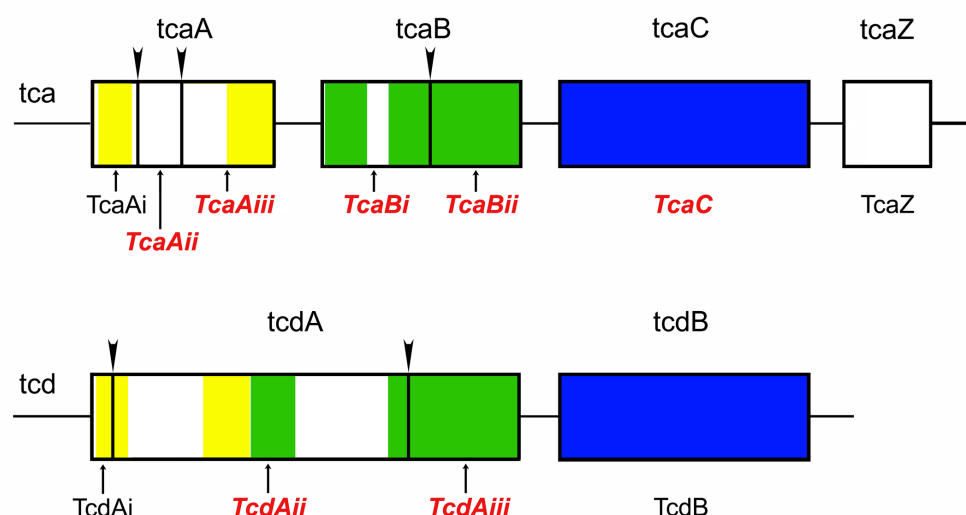 tcaA tcaB tcaC tcaZ
tca
TcaAi TcaAiii TcaBi TcaBii TcaC TcaZ
TcaAii
tcdA tcdB
tcd
TcdAi TcdAii TcdAiii TcdB